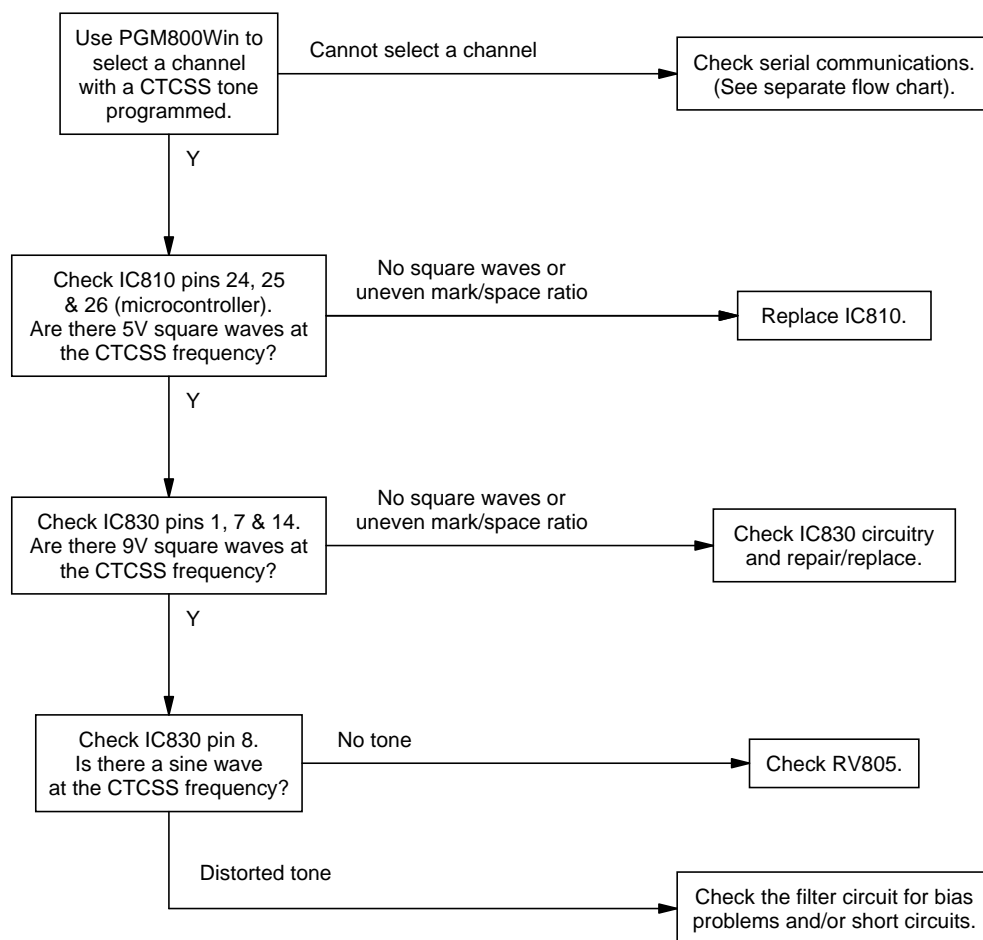 Use PGM800Win to
select a channel
with a CTCSS tone
programmed.
Cannot select a channel
Check serial communications.
(See separate flow chart).
Y
Check IC810 pins 24, 25
& 26 (microcontroller).
Are there 5V square waves at
the CTCSS frequency?
No square waves or
uneven mark/space ratio
Replace IC810.
Y
Check IC830 pins 1, 7 & 14.
Are there 9V square waves at
the CTCSS frequency?
No square waves or
uneven mark/space ratio
Check IC830 circuitry
and repair/replace.
Y
Check IC830 pin 8.
Is there a sine wave
at the CTCSS frequency?
No tone
Check RV805.
Distorted tone
Check the filter circuit for bias
problems and/or short circuits.